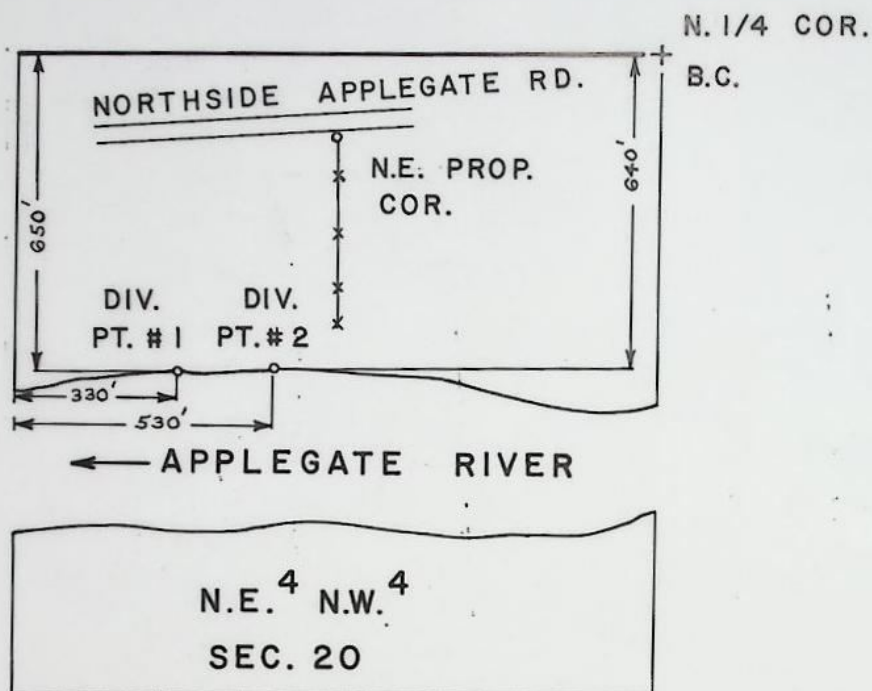 N. 1/4 COR.
B.C.
NORTHSIDE APPLEGATE RD.
N.E. PROP.
COR.
650'
640'
DIV. DIV.
PT. #1 PT. #2
330'
530'
← APPLEGATE RIVER
N.E.⁴ N.W.⁴
SEC. 20